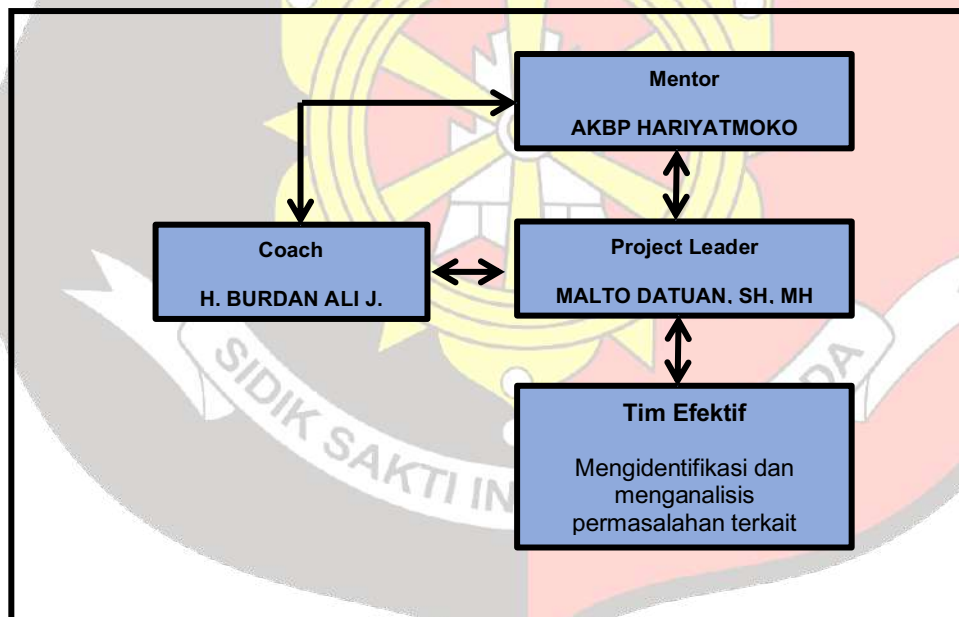 Mentor
AKBP HARIYATMOKO
Coach
H. BURDAN ALI J.
Project Leader
MALTO DATUAN, SH, MH
Tim Efektif
Mengidentifikasi dan
menganalisis
permasalahan terkait
SIDIK SAKTI IN
DA